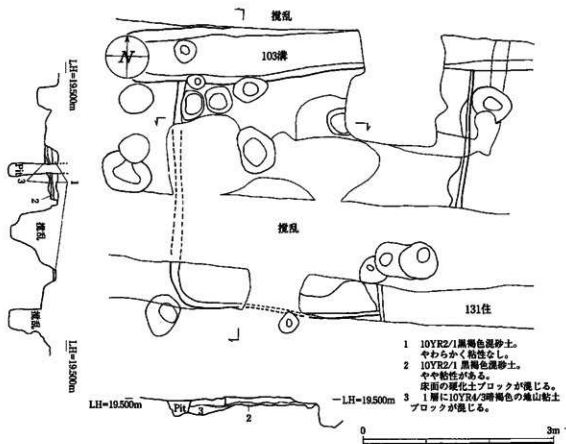 攪乱
103溝
N
LH=19.500m
Pit
3
1
2
攪乱
攪乱
LH=19.500m
攪乱
131住
1 10YR2/1黒褐色混砂土。
やわらかく粘性なし。
2 10YR2/1黒褐色混砂土。
やや粘性がある。
床面の硬化土ブロックが混じる。
3 1層に10YR4/3暗褐色の地山粘土
ブロックが混じる。
LH=19.500m
Pit
3
2
LH=19.500m
0 3m